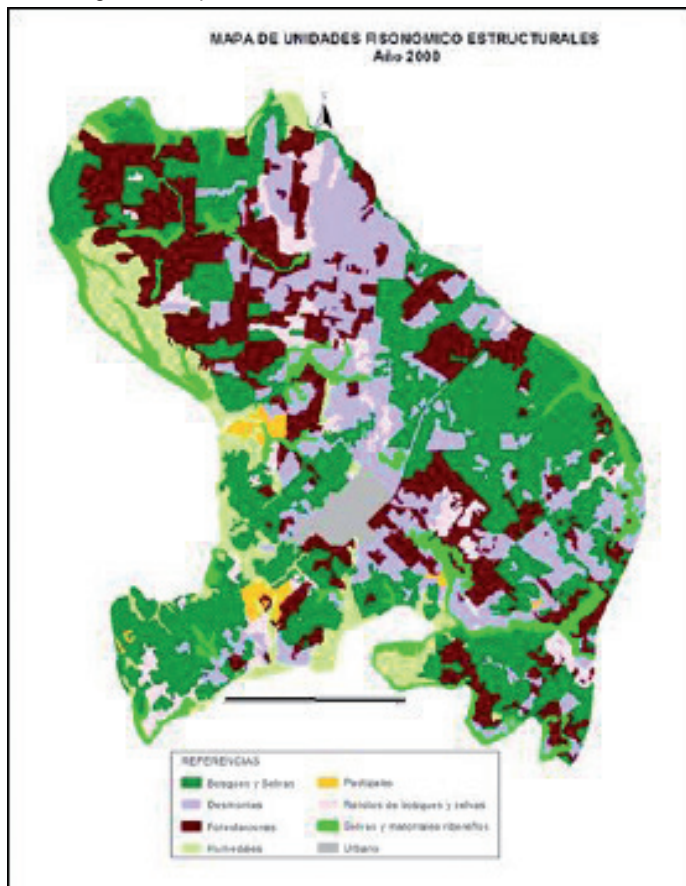 MAPA DE UNIDADES FISONOMICO ESTRUCTURALES
Año 2000
REFERENCIAS
Bosques y Selvas
Desmontes
Forestaciones
Humedales
Pastizales
de bosques y selvas
Selvas y matorrales ribereños
Urbano